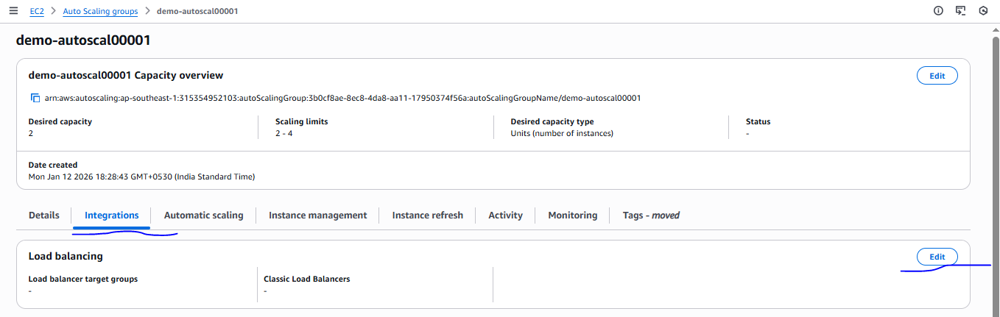 EC2 > Auto Scaling groups > demo-autoscal00001
demo-autoscal00001
demo-autoscal00001 Capacity overview
Edit
arn:aws:autoscaling:ap-southeast-1:315354952103:autoScalingGroup:3b0cf8ae-8ec8-4da8-aa11-17950374f56a:autoScalingGroupName/demo-autoscal00001
Desired capacity Scaling limits Desired capacity type Status
2 2 - 4 Units (number of instances) -
Date created
Mon Jan 12 2026 18:28:43 GMT+0530 (India Standard Time)
Details Integrations Automatic scaling Instance management Instance refresh Activity Monitoring Tags - moved
Load balancing Edit
Load balancer target groups Classic Load Balancers
- -